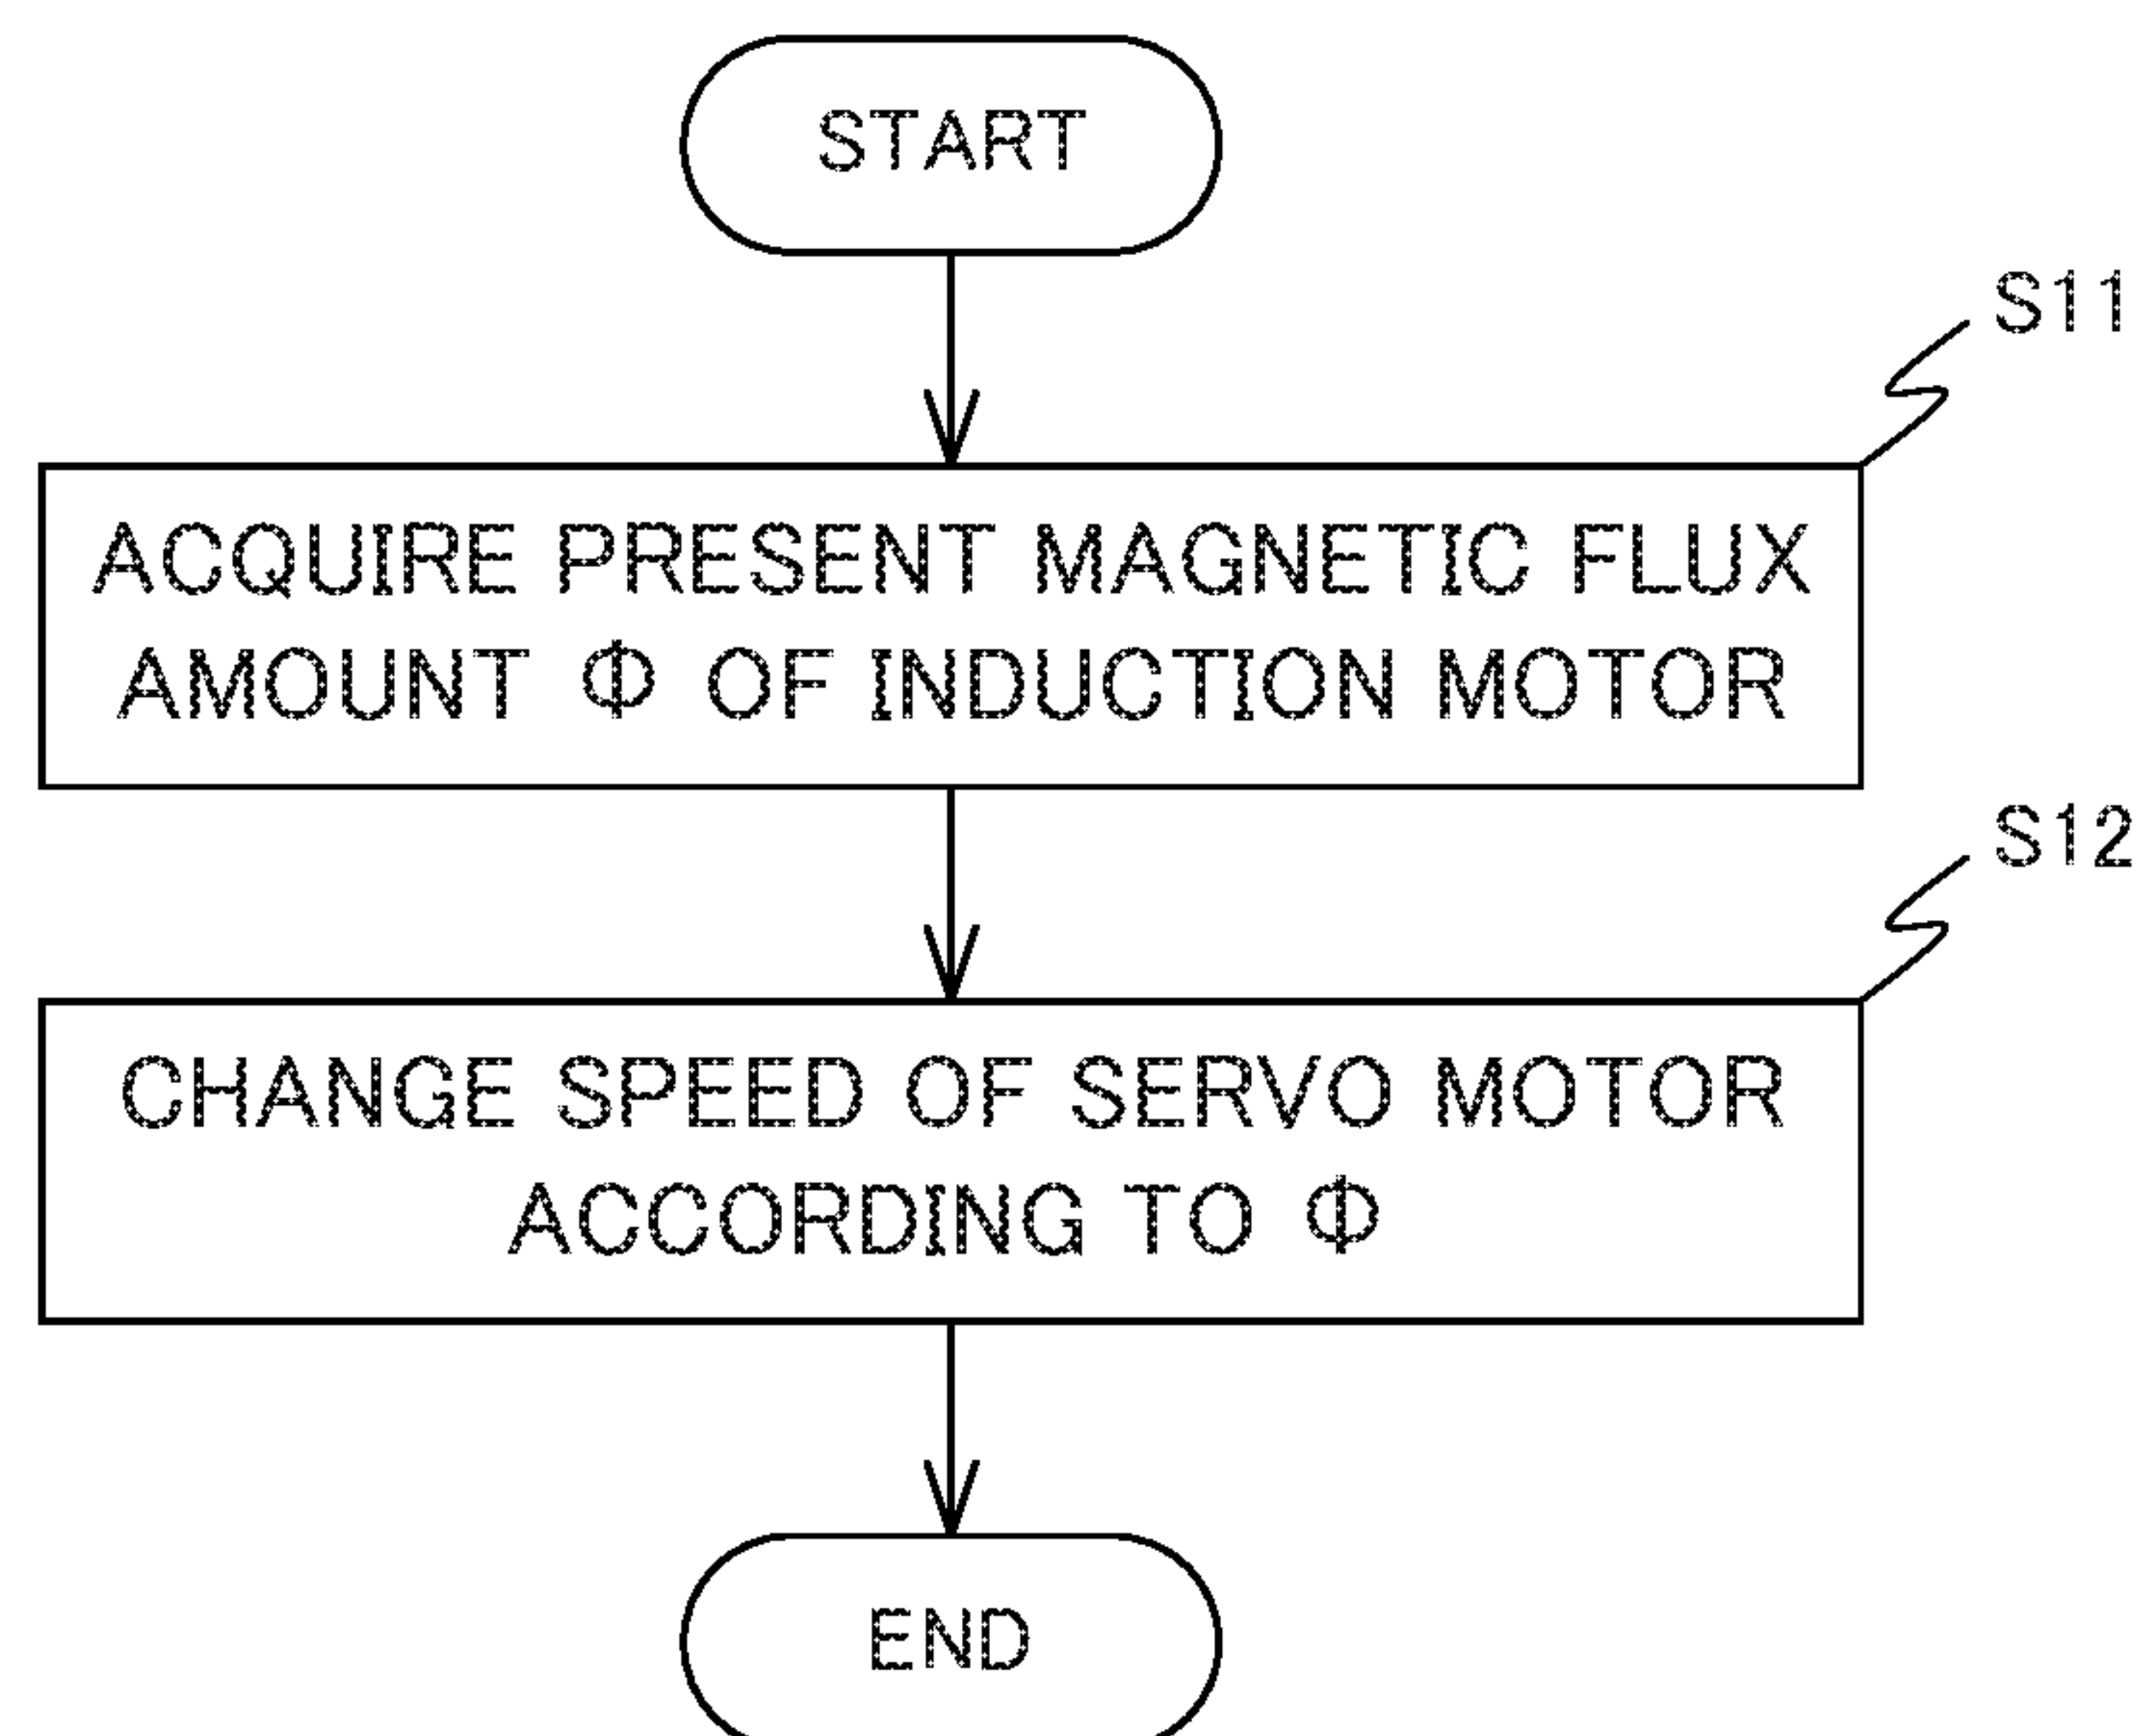 START
S11
ACQUIRE PRESENT MAGNETIC FLUX
AMOUNT Φ OF INDUCTION MOTOR
S12
CHANGE SPEED OF SERVO MOTOR
ACCORDING TO Φ
END